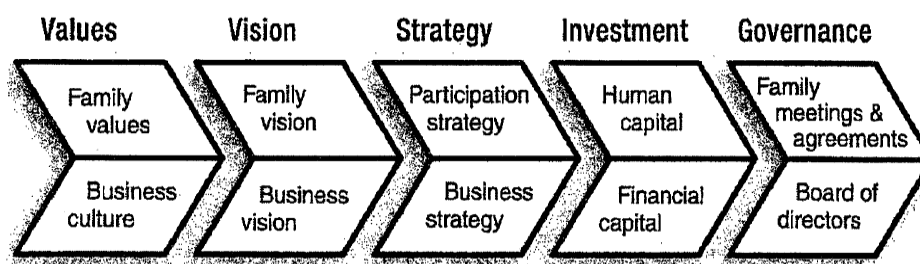 Values
Vision
Strategy
Investment
Governance
Family
values
Family
vision
Participation
strategy
Human
capital
Family
meetings &
agreements
Business
culture
Business
vision
Business
strategy
Financial
capital
Board of
directors